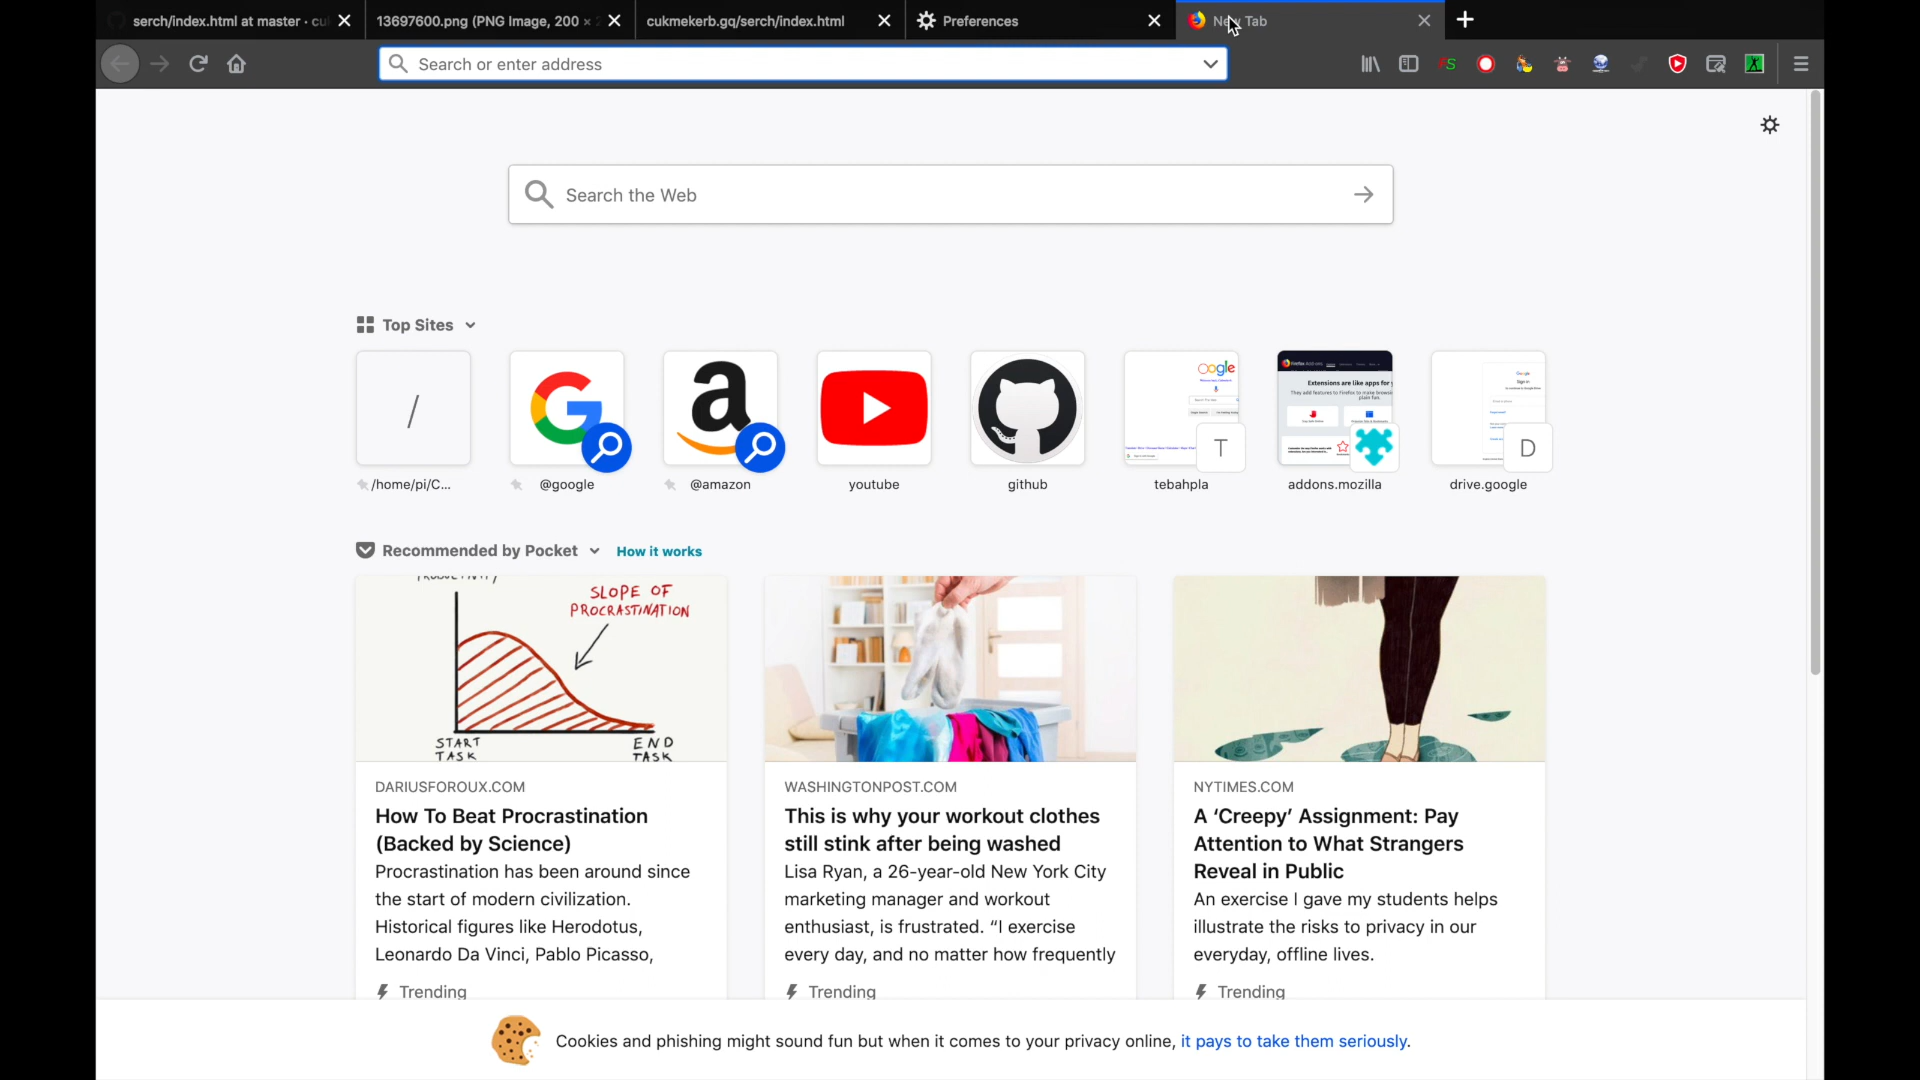 serch/index.html at master · cu
13697600.png (PNG Image, 200 ×
cukmekerb.gq/serch/index.html
Preferences
New Tab
Search or enter address
Search the Web
Top Sites
/
T
D
/home/pi/C...
@google
@amazon
youtube
github
tebahpla
addons.mozilla
drive.google
Recommended by Pocket
How it works
SLOPE OF
PROCRASTINATION
START
TASK
END
TASK
DARIUSFOROUX.COM
How To Beat Procrastination
(Backed by Science)
Procrastination has been around since
the start of modern civilization.
Historical figures like Herodotus,
Leonardo Da Vinci, Pablo Picasso,
Trending
WASHINGTONPOST.COM
This is why your workout clothes
still stink after being washed
Lisa Ryan, a 26-year-old New York City
marketing manager and workout
enthusiast, is frustrated. “I exercise
every day, and no matter how frequently
Trending
NYTIMES.COM
A ‘Creepy’ Assignment: Pay
Attention to What Strangers
Reveal in Public
An exercise I gave my students helps
illustrate the risks to privacy in our
everyday, offline lives.
Trending
Cookies and phishing might sound fun but when it comes to your privacy online, it pays to take them seriously.